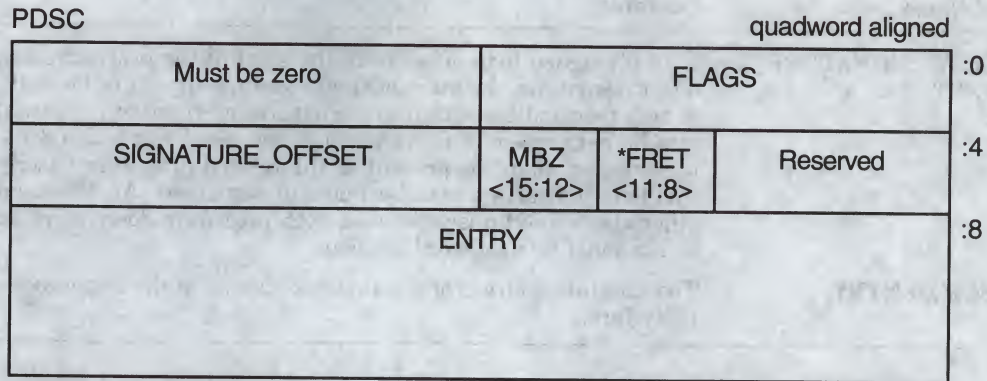 PDSC
quadword aligned
Must be zero
FLAGS
:0
SIGNATURE_OFFSET
MBZ
<15:12>
*FRET
<11:8>
Reserved
:4
ENTRY
:8